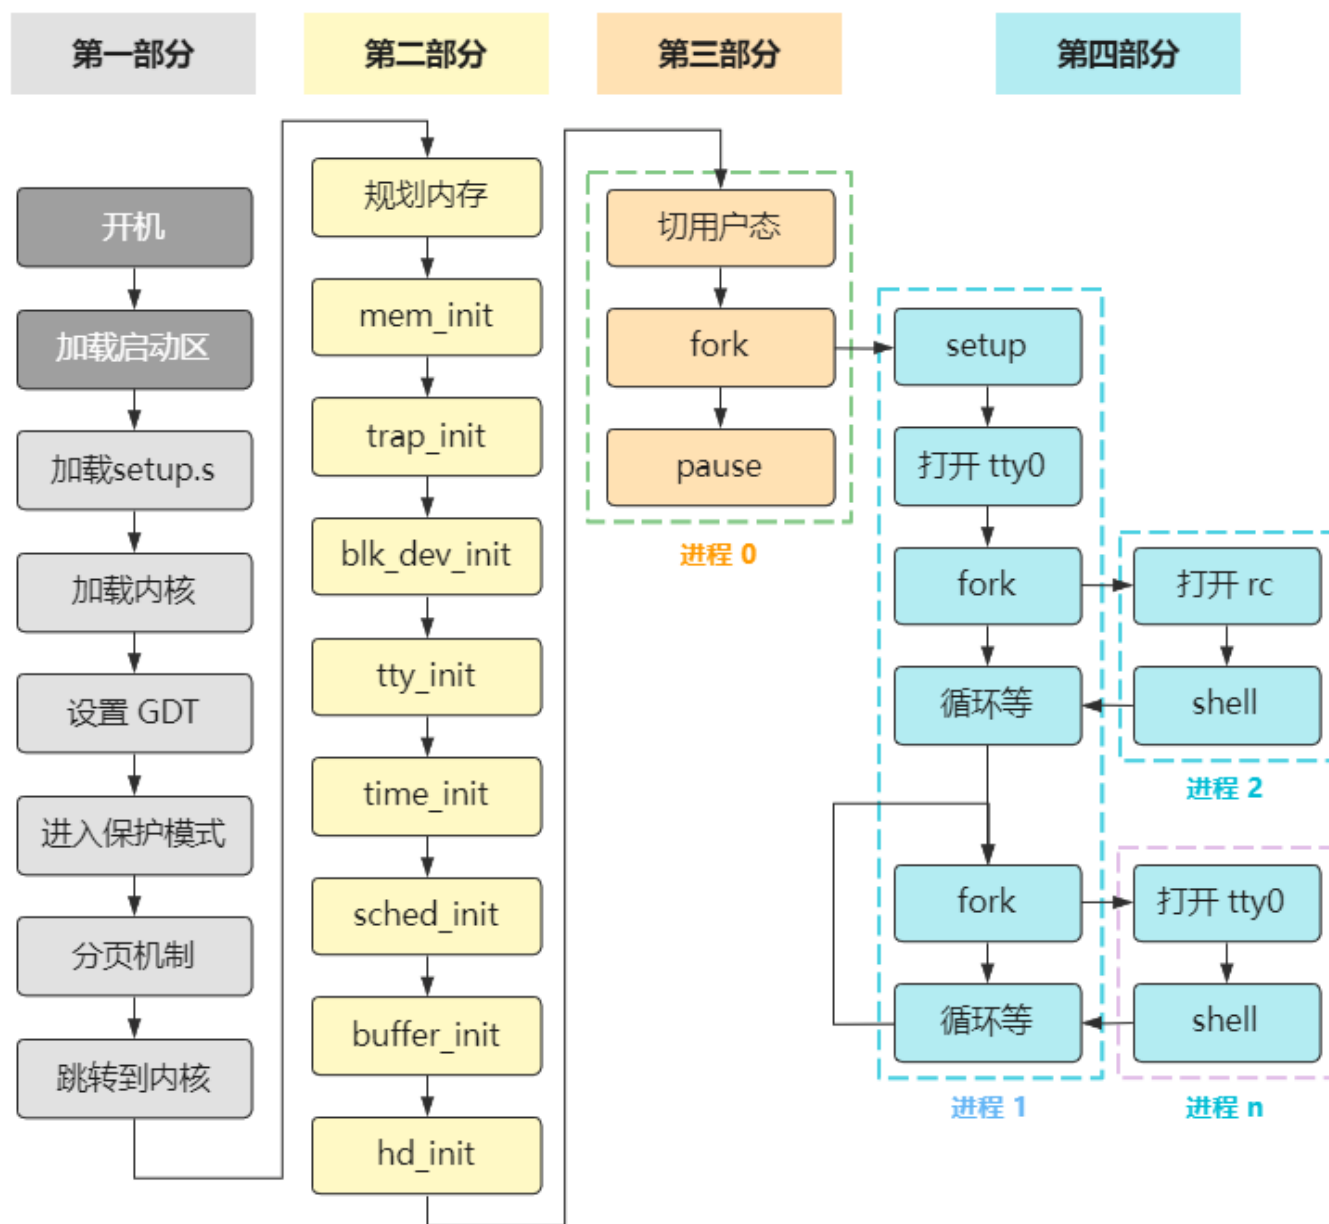 第一部分
第二部分
第三部分
第四部分
开机
加载启动区
加载setup.s
加载内核
设置 GDT
进入保护模式
分页机制
跳转到内核
规划内存
mem_init
trap_init
blk_dev_init
tty_init
time_init
sched_init
buffer_init
hd_init
切用户态
fork
pause
进程 0
setup
打开 tty0
fork
循环等
fork
循环等
进程 1
打开 rc
shell
进程 2
打开 tty0
shell
进程 n